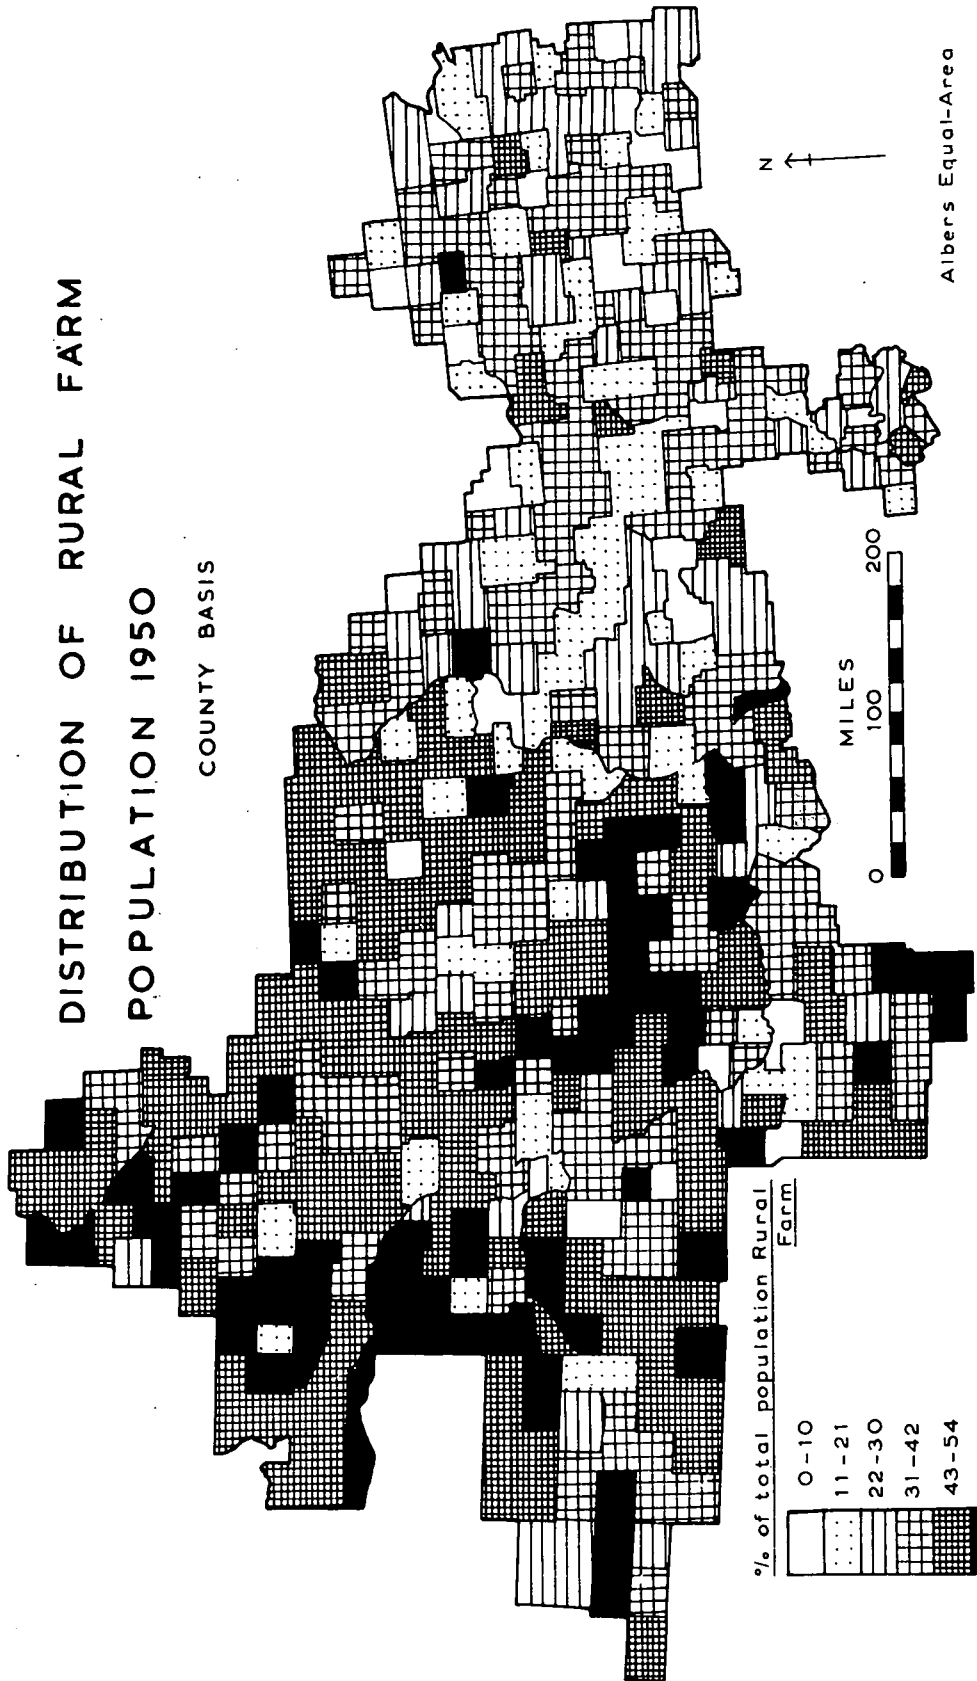 DISTRIBUTION OF RURAL FARM
POPULATION 1950
COUNTY BASIS
N
Albers Equal-Area
MILES
0 100 200
% of total population Rural
Farm
0-10
11-21
22-30
31-42
43-54